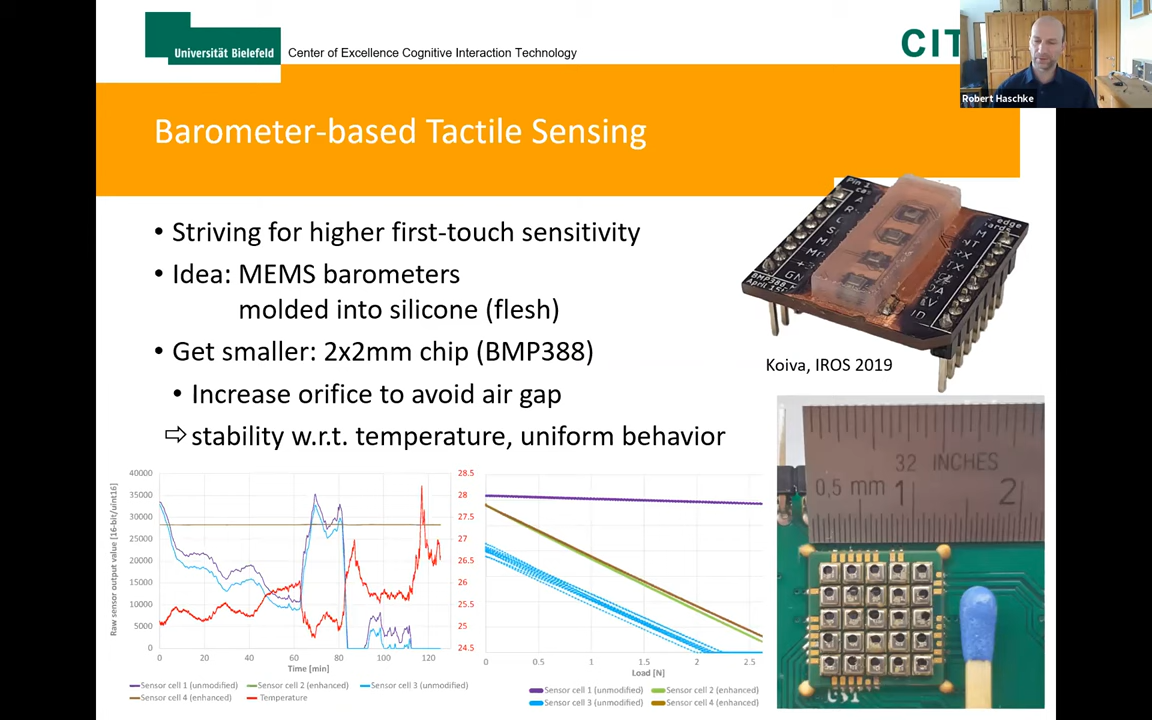 Universität Bielefeld
Center of Excellence Cognitive Interaction Technology
CIT
Robert Haschke
Barometer-based Tactile Sensing
• Striving for higher first-touch sensitivity
• Idea: MEMS barometers
molded into silicone (flesh)
• Get smaller: 2x2mm chip (BMP388)
• Increase orifice to avoid air gap
⇨ stability w.r.t. temperature, uniform behavior
Pin 1
edge
GN
BMP388
April
ID
Koiva, IROS 2019
32 INCHES
0,5 mm 1 2
Raw sensor output value [16-bit/uint16]
40000
35000
30000
25000
20000
15000
10000
5000
0
28.5
28
27.5
27
26.5
26
25.5
25
24.5
0 20 40 60 80 100 120
Time [min]
Sensor cell 1 (unmodified) Sensor cell 2 (enhanced) Sensor cell 3 (unmodified)
Sensor cell 4 (enhanced) Temperature
0 0.5 1 1.5 2 2.5
Load [N]
Sensor cell 1 (unmodified) Sensor cell 2 (enhanced)
Sensor cell 3 (unmodified) Sensor cell 4 (enhanced)